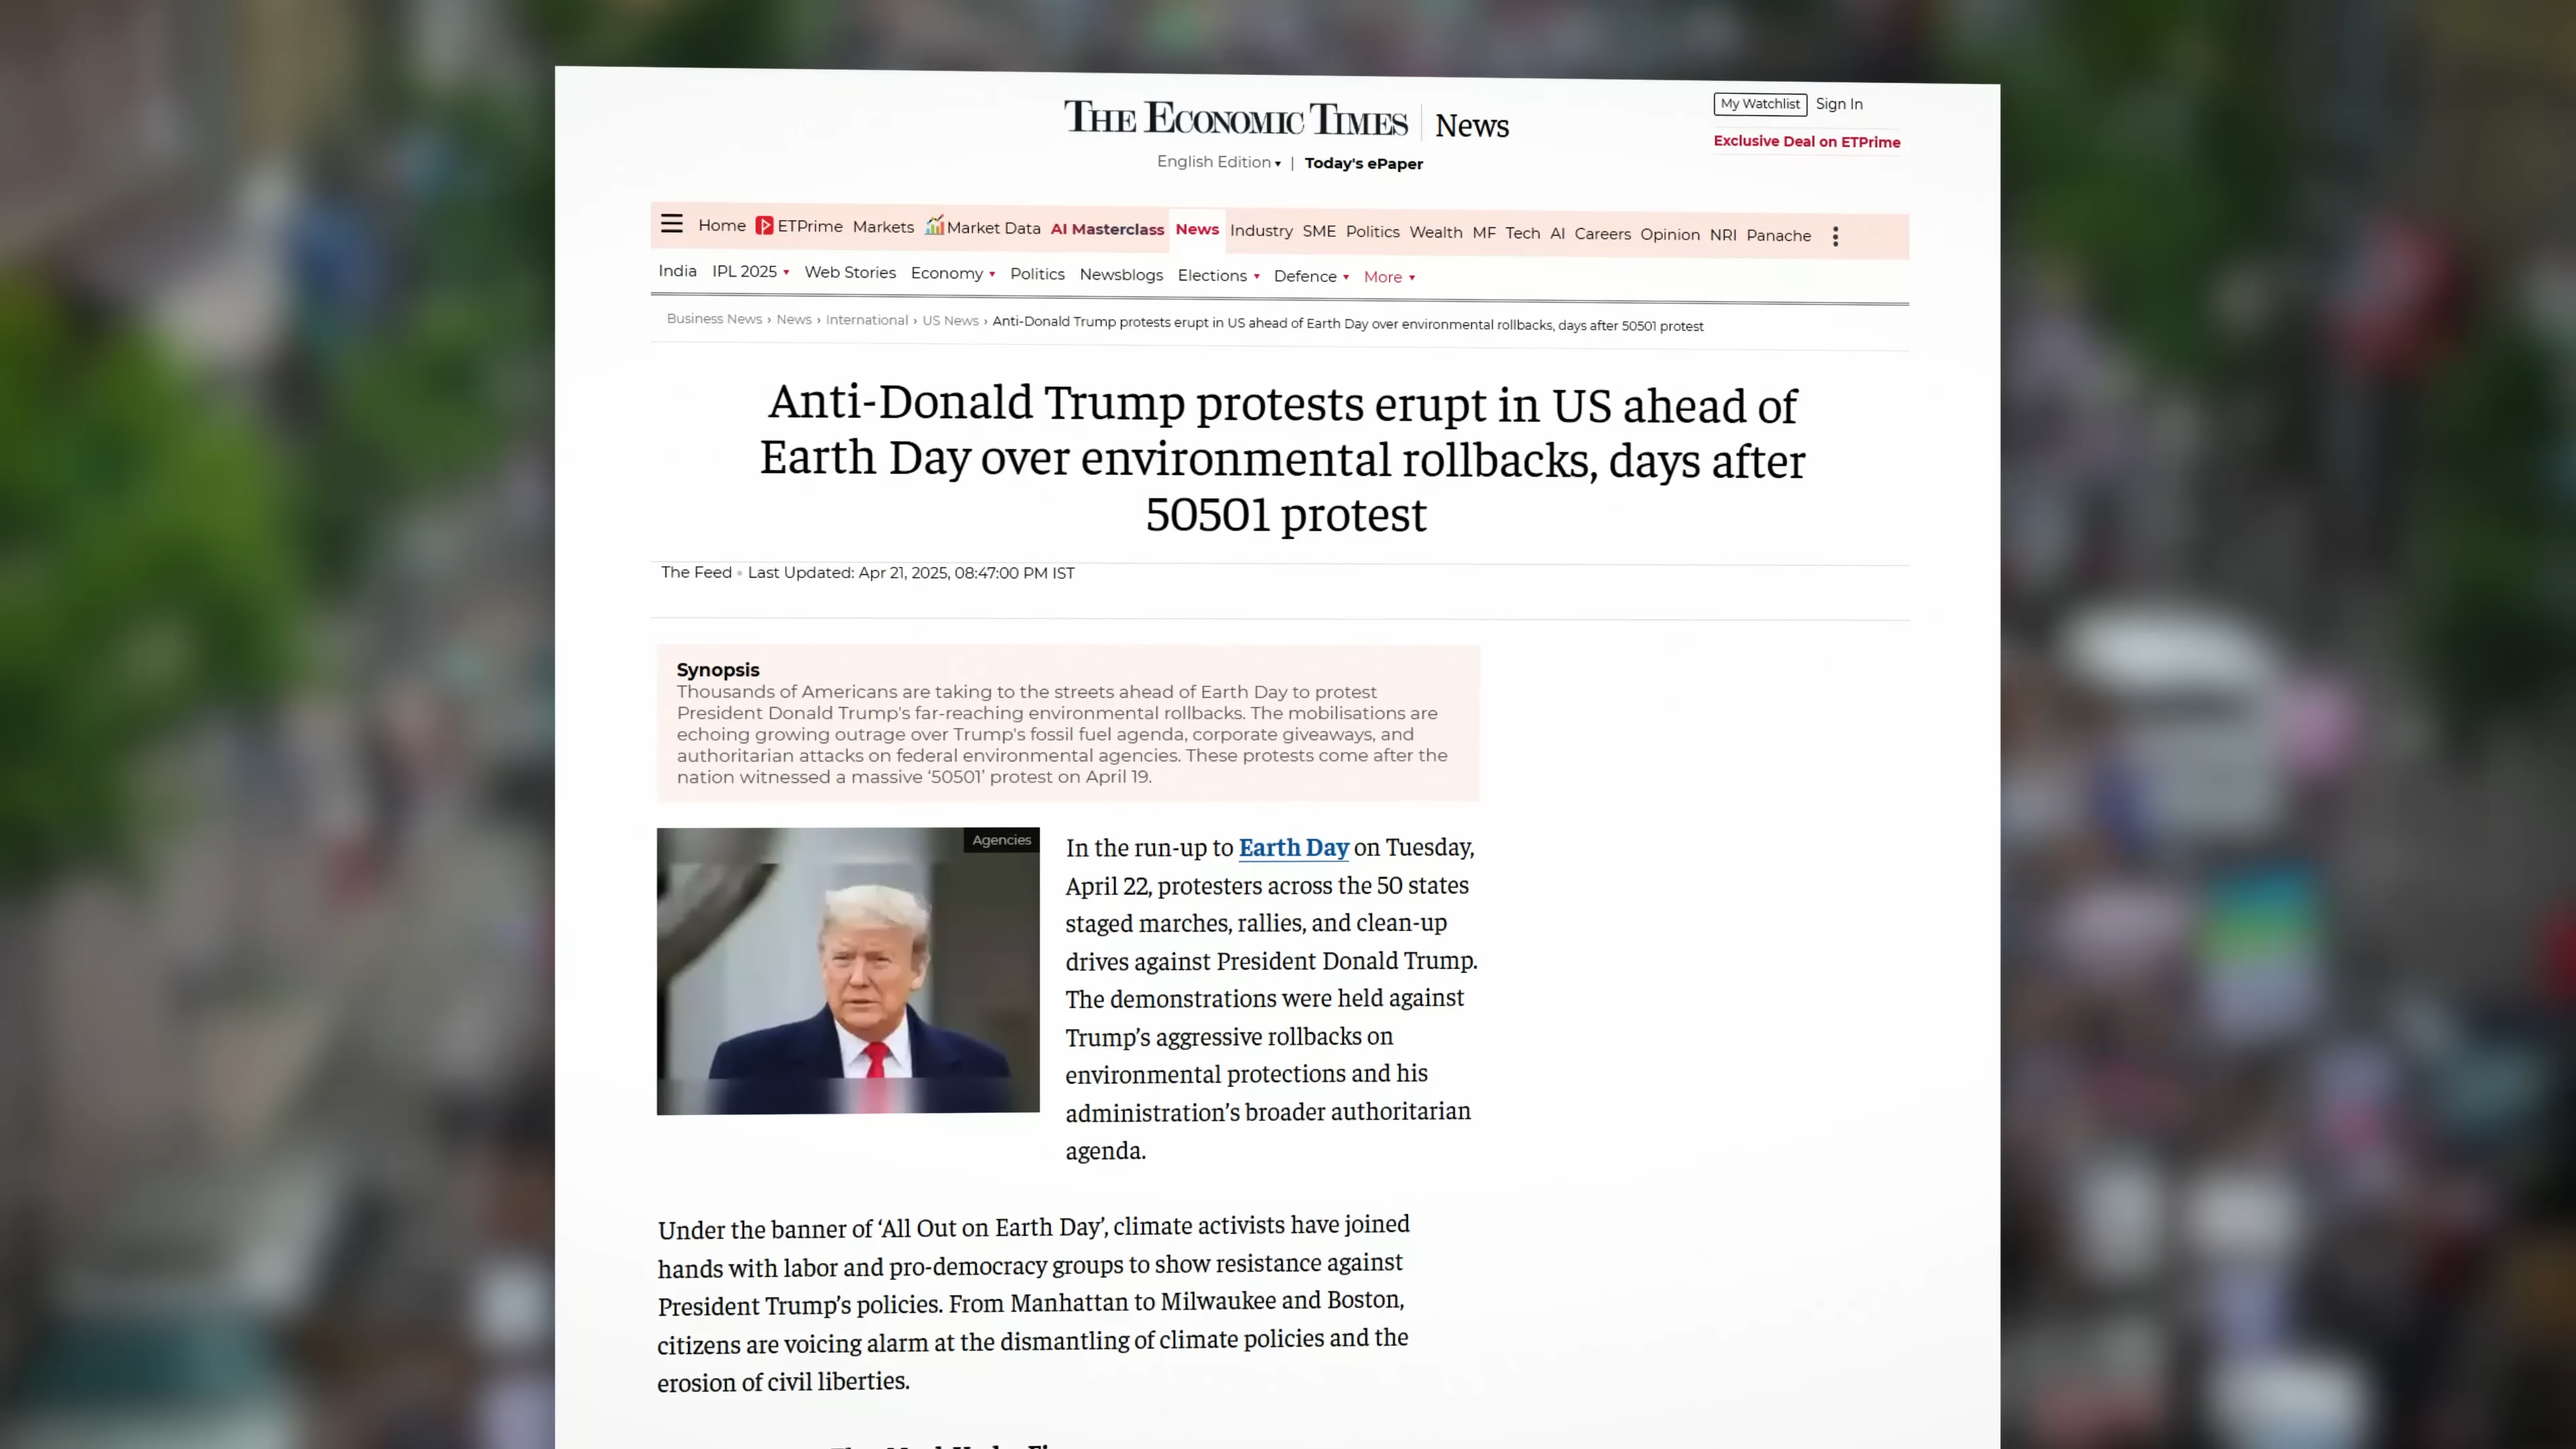 THE ECONOMIC TIMES | News
My Watchlist Sign In
English Edition ▾ | Today's ePaper
Exclusive Deal on ETPrime
Home ETPrime Markets Market Data AI Masterclass News Industry SME Politics Wealth MF Tech AI Careers Opinion NRI Panache
India IPL 2025 ▾ Web Stories Economy ▾ Politics Newsblogs Elections ▾ Defence ▾ More ▾
Business News › News › International › US News › Anti-Donald Trump protests erupt in US ahead of Earth Day over environmental rollbacks, days after 50501 protest
Anti-Donald Trump protests erupt in US ahead of
Earth Day over environmental rollbacks, days after
50501 protest
The Feed • Last Updated: Apr 21, 2025, 08:47:00 PM IST
Synopsis
Thousands of Americans are taking to the streets ahead of Earth Day to protest
President Donald Trump's far-reaching environmental rollbacks. The mobilisations are
echoing growing outrage over Trump's fossil fuel agenda, corporate giveaways, and
authoritarian attacks on federal environmental agencies. These protests come after the
nation witnessed a massive ‘50501’ protest on April 19.
Agencies
In the run-up to Earth Day on Tuesday,
April 22, protesters across the 50 states
staged marches, rallies, and clean-up
drives against President Donald Trump.
The demonstrations were held against
Trump’s aggressive rollbacks on
environmental protections and his
administration’s broader authoritarian
agenda.
Under the banner of ‘All Out on Earth Day’, climate activists have joined
hands with labor and pro-democracy groups to show resistance against
President Trump’s policies. From Manhattan to Milwaukee and Boston,
citizens are voicing alarm at the dismantling of climate policies and the
erosion of civil liberties.